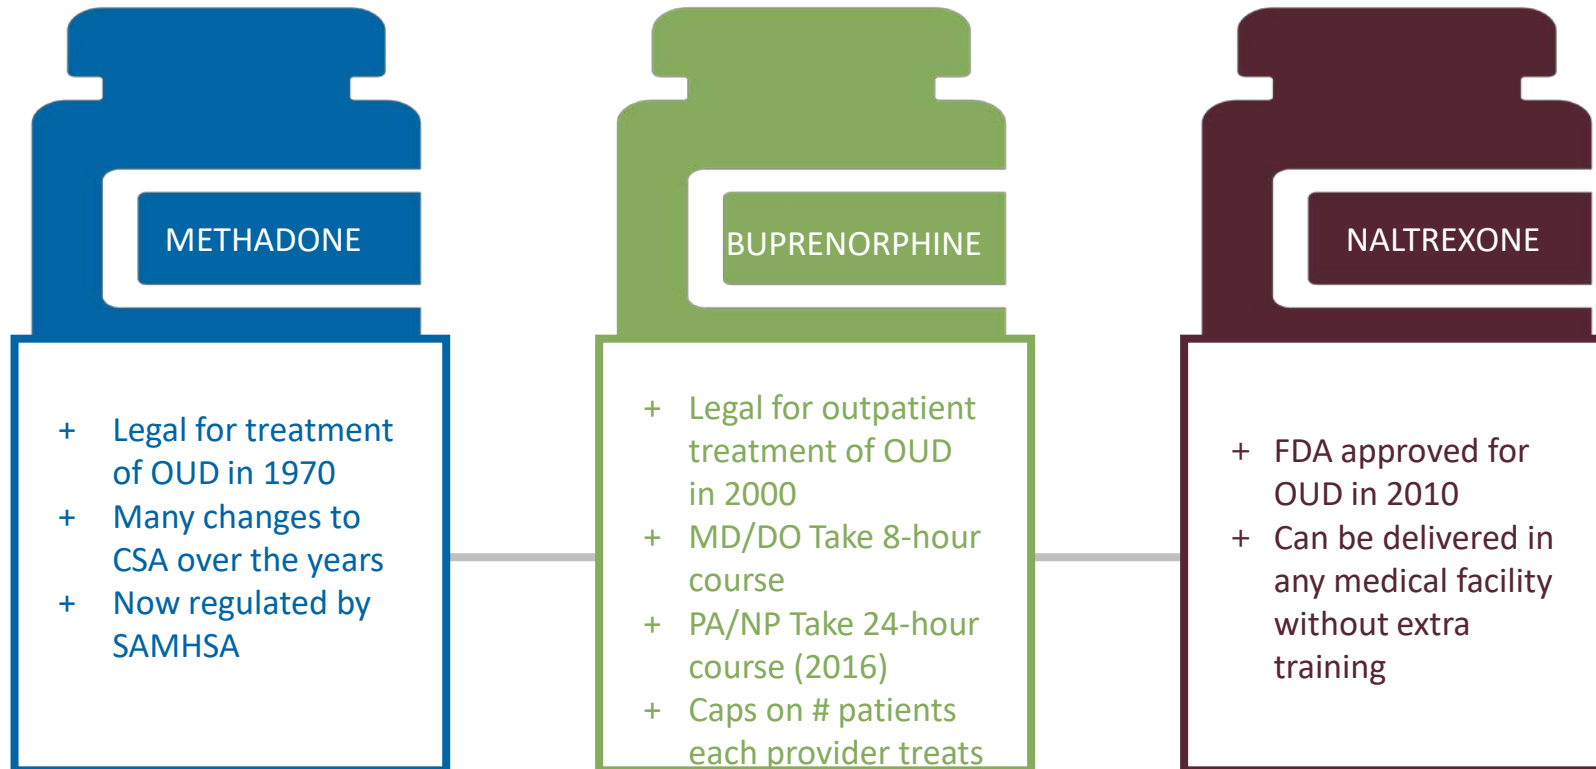 METHADONE
+ Legal for treatment
of OUD in 1970
+ Many changes to
CSA over the years
+ Now regulated by
SAMHSA
BUPRENORPHINE
+ Legal for outpatient
treatment of OUD
in 2000
+ MD/DO Take 8-hour
course
+ PA/NP Take 24-hour
course (2016)
+ Caps on # patients
each provider treats
NALTREXONE
+ FDA approved for
OUD in 2010
+ Can be delivered in
any medical facility
without extra
training